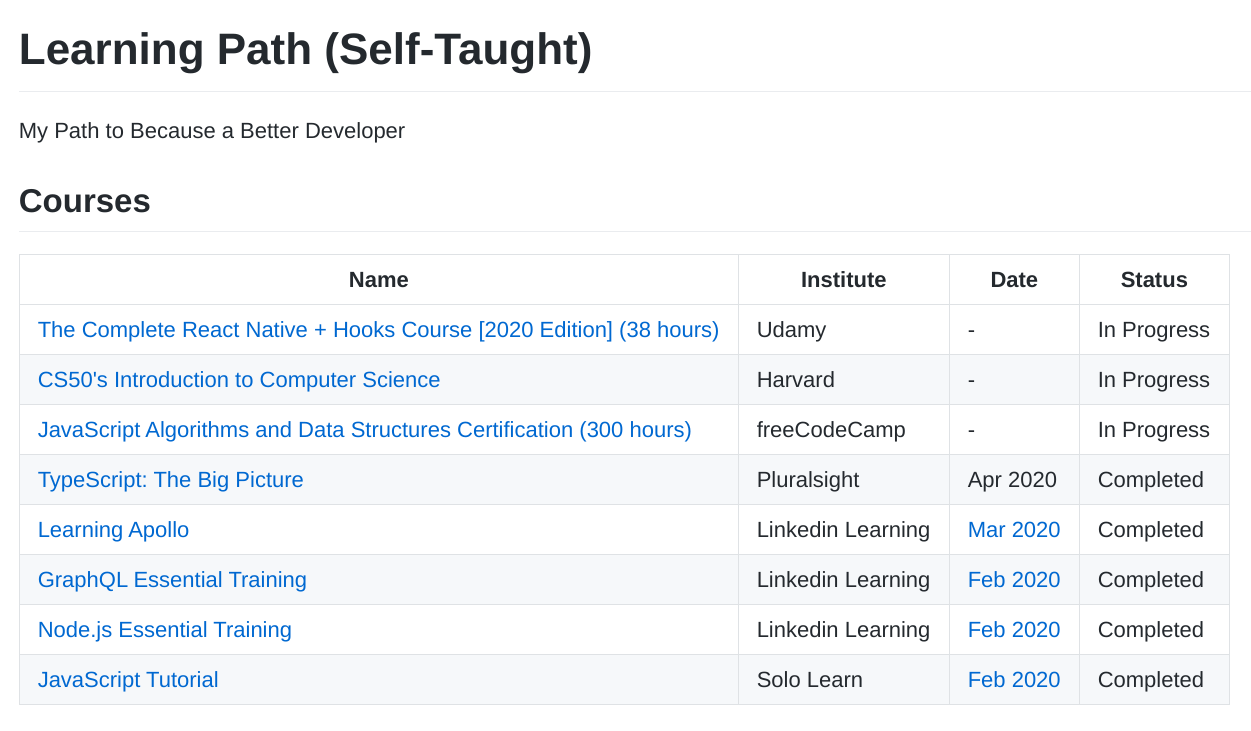 Learning Path (Self-Taught)
My Path to Because a Better Developer
Courses
Name Institute Date Status
The Complete React Native + Hooks Course [2020 Edition] (38 hours) Udamy - In Progress
CS50's Introduction to Computer Science Harvard - In Progress
JavaScript Algorithms and Data Structures Certification (300 hours) freeCodeCamp - In Progress
TypeScript: The Big Picture Pluralsight Apr 2020 Completed
Learning Apollo Linkedin Learning Mar 2020 Completed
GraphQL Essential Training Linkedin Learning Feb 2020 Completed
Node.js Essential Training Linkedin Learning Feb 2020 Completed
JavaScript Tutorial Solo Learn Feb 2020 Completed